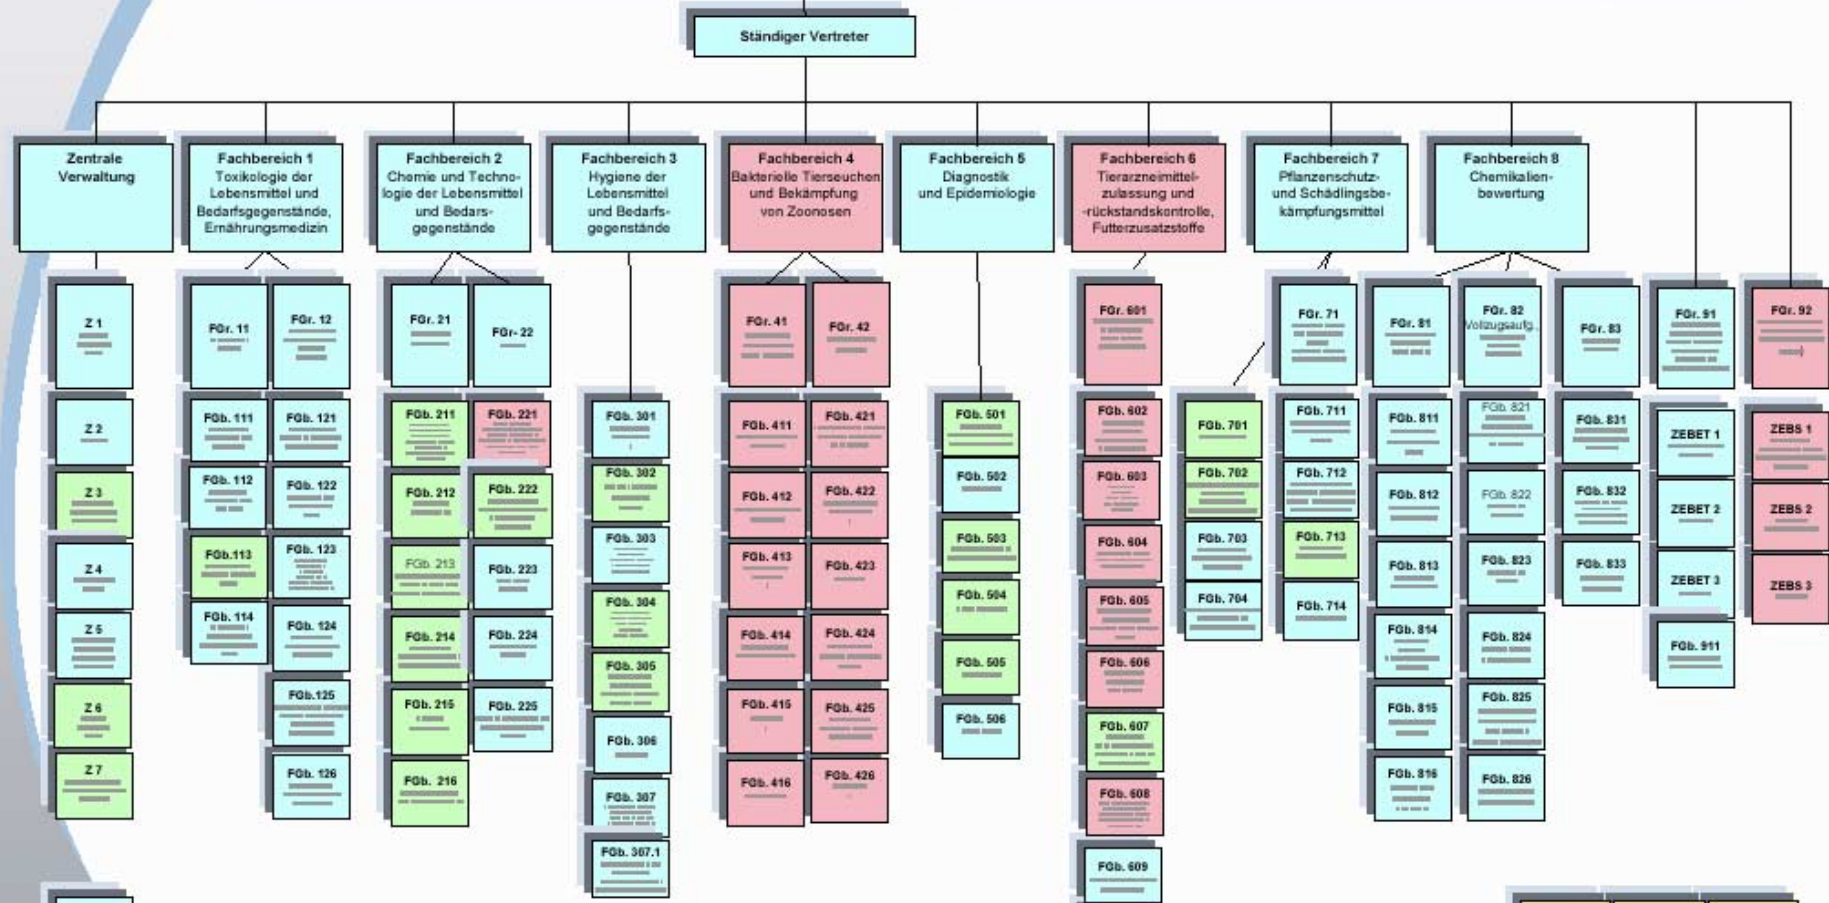 Ständiger Vertreter
Zentrale
Verwaltung
Fachbereich 1
Toxikologie der
Lebensmittel und
Bedarfsgegenstände,
Ernährungsmedizin
Fachbereich 2
Chemie und Techno-
logie der Lebensmittel
und Bedars-
gegenstände
Fachbereich 3
Hygiene der
Lebensmittel
und Bedarfs-
gegenstände
Fachbereich 4
Bakterielle Tierseuchen
und Bekämpfung
von Zoonosen
Fachbereich 5
Diagnostik
und Epidemiologie
Fachbereich 6
Tierarzneimittel-
zulassung und
-rückstandskontrolle,
Futterzusatzstoffe
Fachbereich 7
Pflanzenschutz-
und Schädlingsbe-
kämpfungsmittel
Fachbereich 8
Chemikalien-
bewertung
Z 1
Z 2
Z 3
Z 4
Z 5
Z 6
Z 7
FGr. 11
FGb. 111
FGb. 112
FGb.113
FGb. 114
FGr. 12
FGb. 121
FGb. 122
FGb. 123
FGb. 124
FGb.125
FGb. 126
FGr. 21
FGb. 211
FGb. 212
FGb. 213
FGb. 214
FGb. 215
FGb. 216
FGr- 22
FGb. 221
FGb. 222
FGb. 223
FGb. 224
FGb. 225
FGb. 301
FGb. 302
FGb. 303
FGb. 304
FGb. 305
FGb. 306
FGb. 307
FGb. 307.1
FGr. 41
FGb. 411
FGb. 412
FGb. 413
FGb. 414
FGb. 415
FGb. 416
FGr. 42
FGb. 421
FGb. 422
FGb. 423
FGb. 424
FGb. 425
FGb. 426
FGb. 501
FGb. 502
FGb. 503
FGb. 504
FGb. 505
FGb. 506
FGr. 601
FGb. 602
FGb. 603
FGb. 604
FGb. 605
FGb. 606
FGb. 607
FGb. 608
FGb. 609
FGb. 701
FGb. 702
FGb. 703
FGb. 704
FGr. 71
FGb. 711
FGb. 712
FGb. 713
FGb. 714
FGr. 81
FGb. 811
FGb. 812
FGb. 813
FGb. 814
FGb. 815
FGb. 816
FGr. 82
Vollzugsaufg.,
FGb. 821
FGb. 822
FGb. 823
FGb. 824
FGb. 825
FGb. 826
FGr. 83
FGb. 831
FGb. 832
FGb. 833
FGr. 91
ZEBET 1
ZEBET 2
ZEBET 3
FGb. 911
FGr. 92
ZEBS 1
ZEBS 2
ZEBS 3